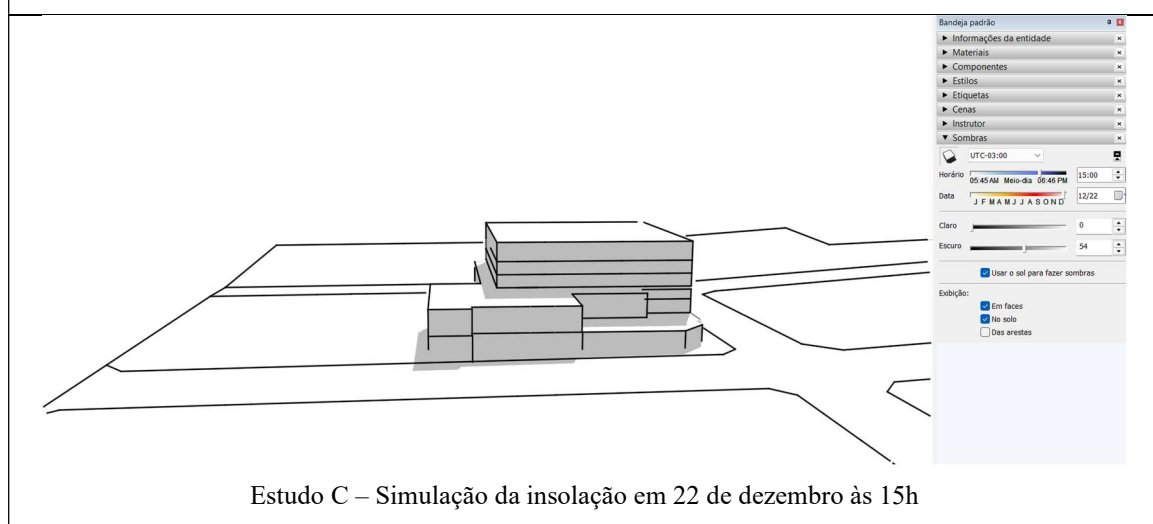 Bandeja padrão
Informações da entidade
Materiais
Componentes
Estilos
Etiquetas
Cenas
Instrutor
Sombras
UTC-03:00
Horário 05:45 AM Meio-dia 06:46 PM 15:00
Data J F M A M J J A S O N D 12/22
Claro 0
Escuro 54
Usar o sol para fazer sombras
Exibição:
Em faces
No solo
Das arestas
Estudo C – Simulação da insolação em 22 de dezembro às 15h